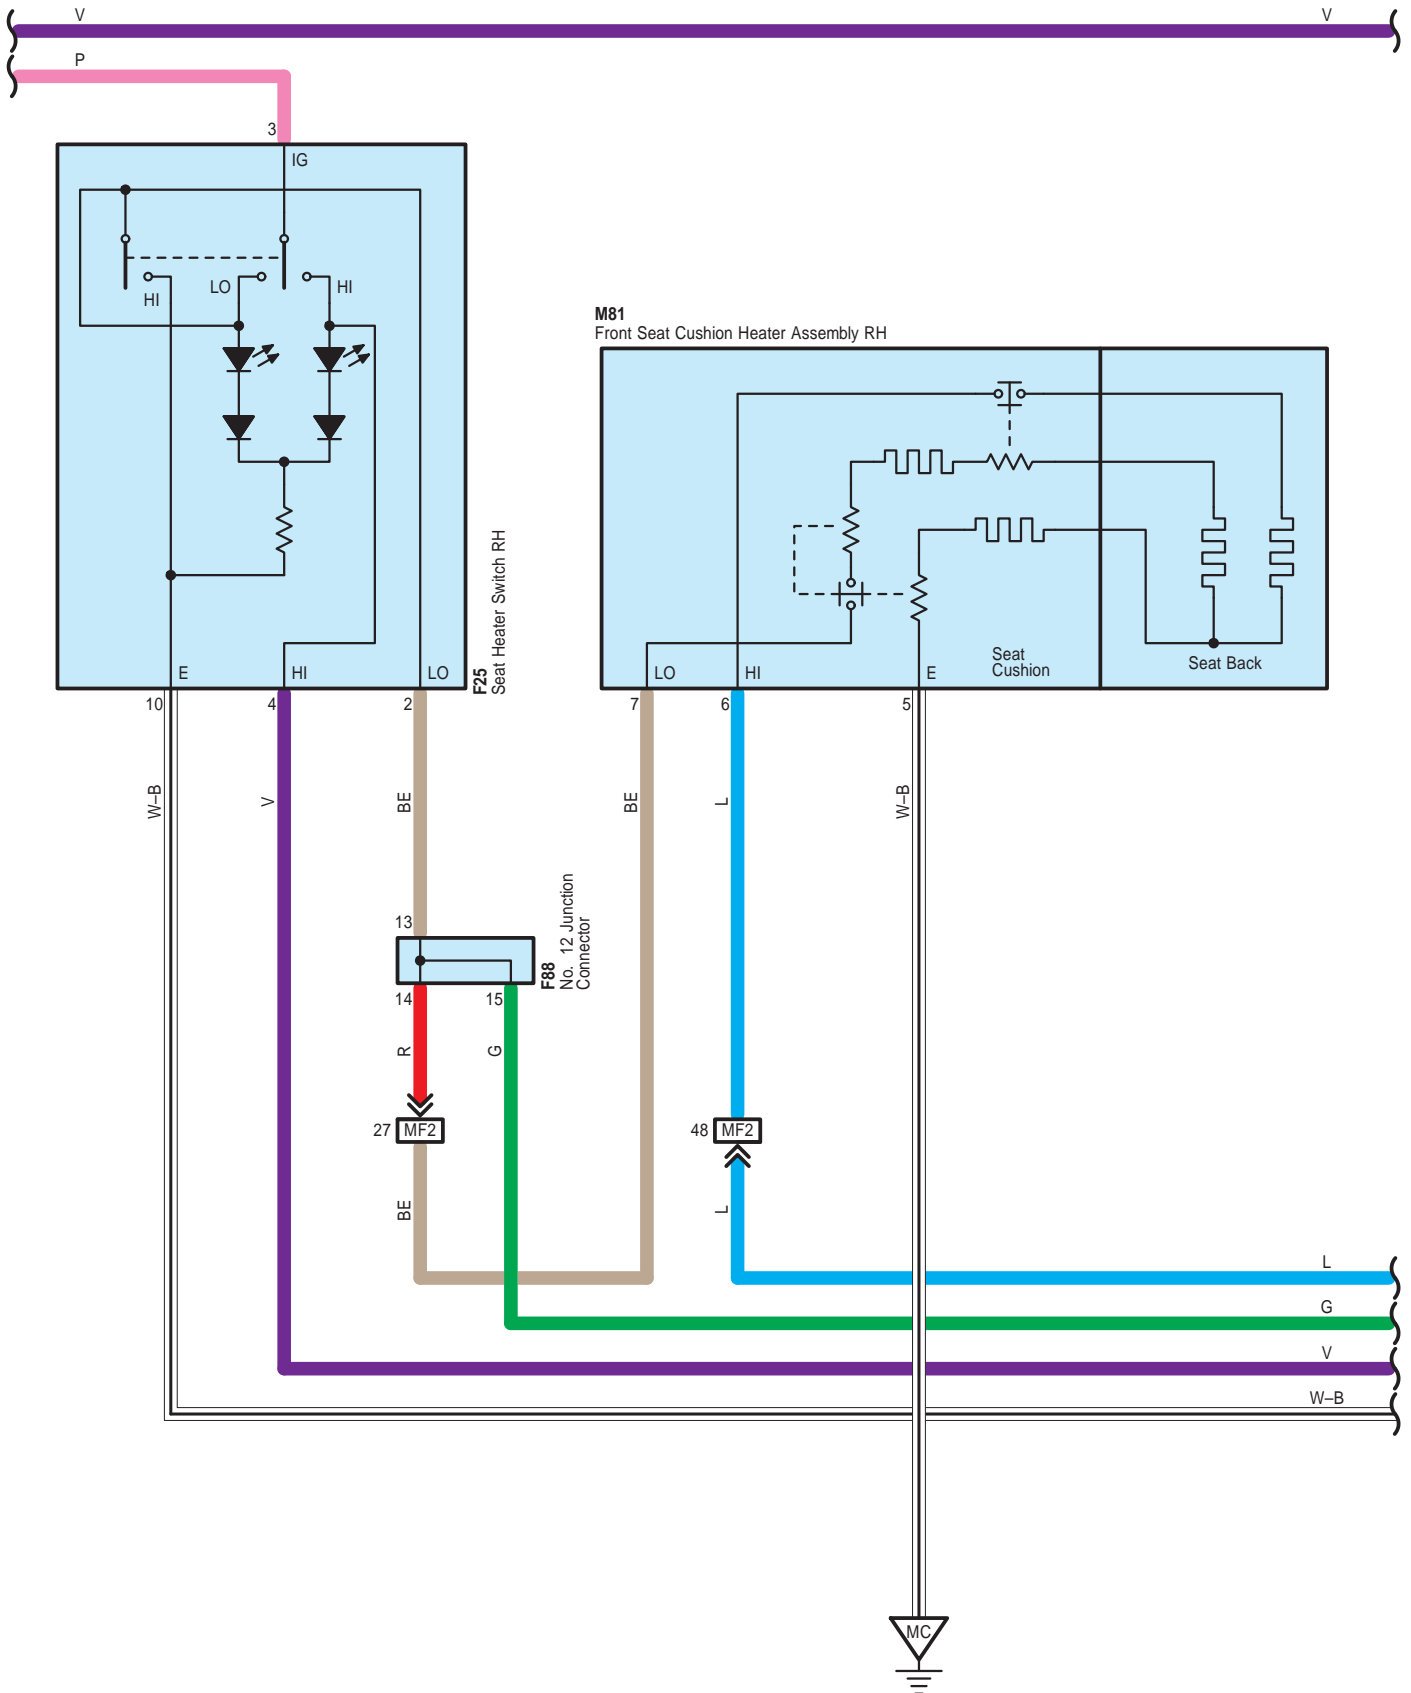 V V
P
3
IG
HI LO HI
E HI LO
F25
Seat Heater Switch RH
10 4 2
M81
Front Seat Cushion Heater Assembly RH
LO HI E
Seat
Cushion
Seat Back
7 6 5
W–B V BE BE L W–B
13
F88
No. 12 Junction
Connector
14 15
R G
27 MF2 48 MF2
BE L
L
G
V
W–B
MC